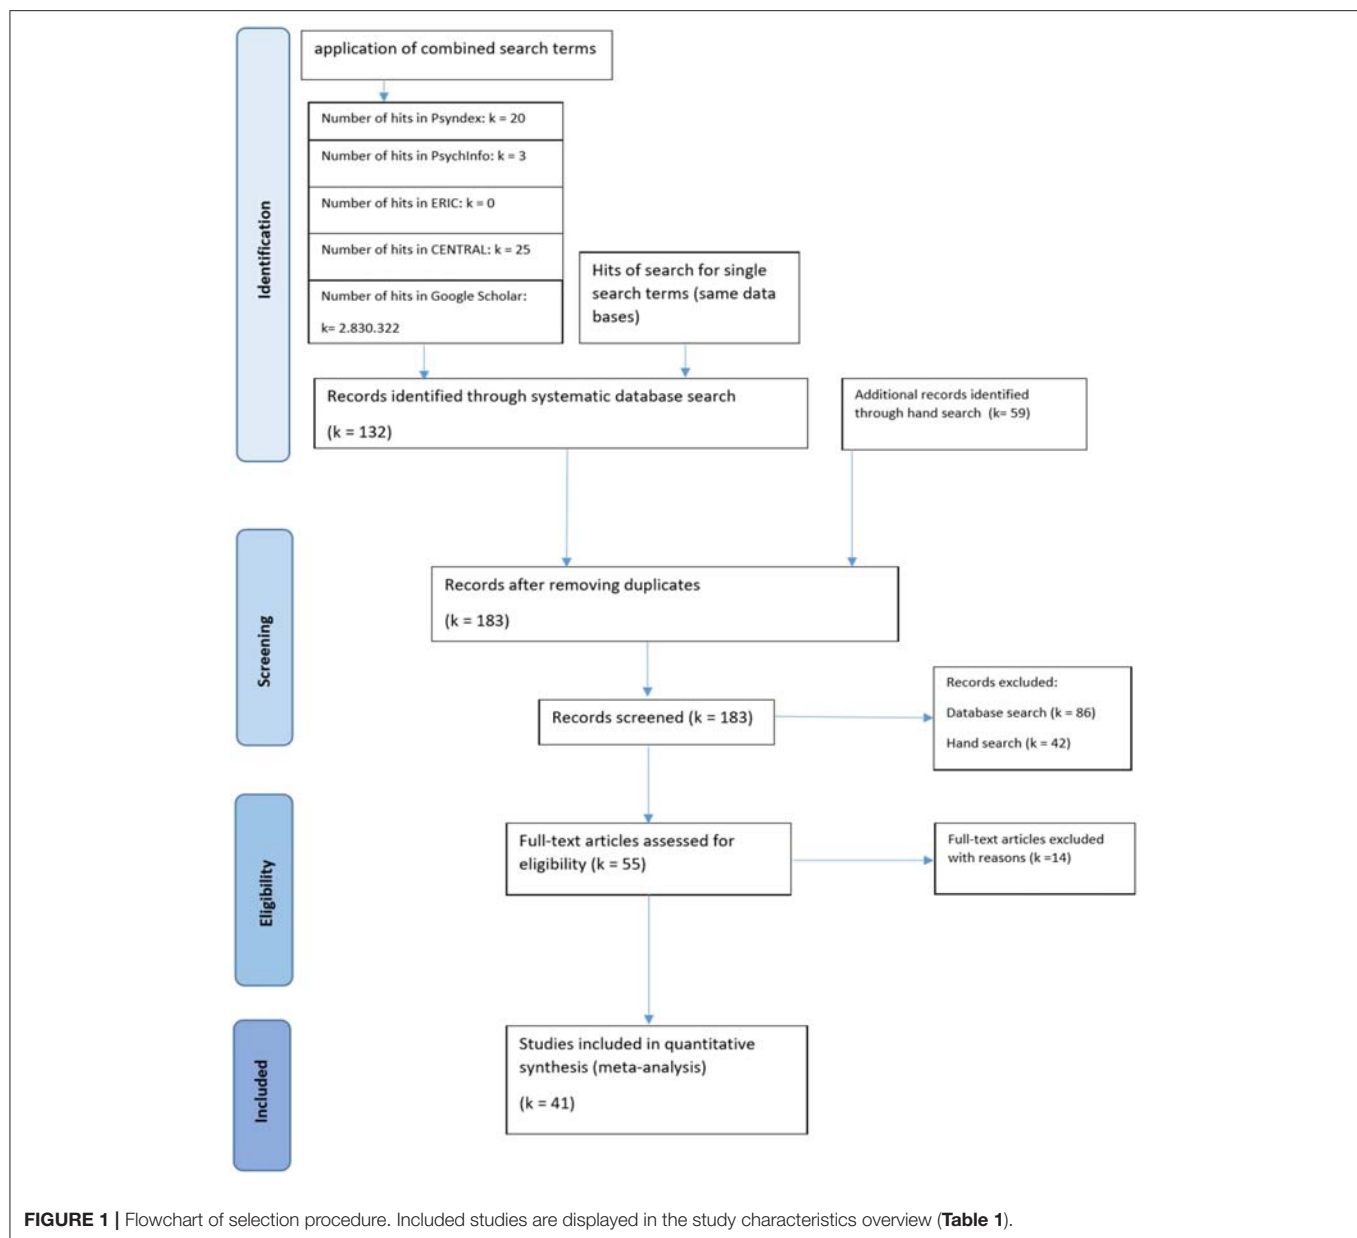 Identification
application of combined search terms
Number of hits in Psyndex: k = 20
Number of hits in PsychInfo: k = 3
Number of hits in ERIC: k = 0
Number of hits in CENTRAL: k = 25
Number of hits in Google Scholar:
k= 2.830.322
Hits of search for single
search terms (same data
bases)
Records identified through systematic database search
(k = 132)
Additional records identified
through hand search (k= 59)
Screening
Records after removing duplicates
(k = 183)
Records screened (k = 183)
Records excluded:
Database search (k = 86)
Hand search (k = 42)
Eligibility
Full-text articles assessed for
eligibility (k = 55)
Full-text articles excluded
with reasons (k =14)
Included
Studies included in quantitative
synthesis (meta-analysis)
(k = 41)
FIGURE 1 | Flowchart of selection procedure. Included studies are displayed in the study characteristics overview (Table 1).